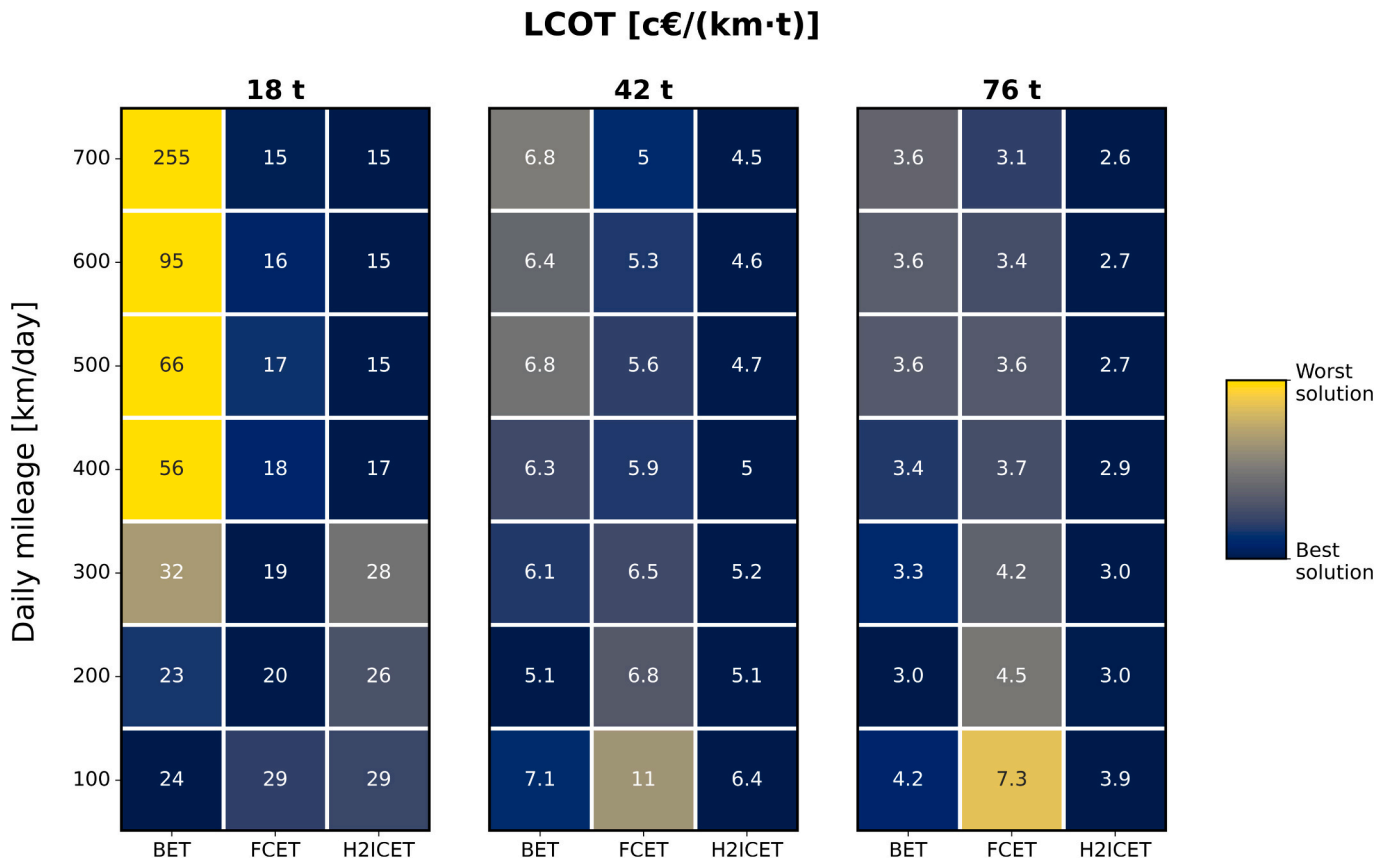 LCOT [c€/(km·t)]
18 t 42 t 76 t
700 255 15 15 6.8 5 4.5 3.6 3.1 2.6
600 95 16 15 6.4 5.3 4.6 3.6 3.4 2.7
500 66 17 15 6.8 5.6 4.7 3.6 3.6 2.7
400 56 18 17 6.3 5.9 5 3.4 3.7 2.9
300 32 19 28 6.1 6.5 5.2 3.3 4.2 3.0
200 23 20 26 5.1 6.8 5.1 3.0 4.5 3.0
100 24 29 29 7.1 11 6.4 4.2 7.3 3.9
BET FCET H2ICET BET FCET H2ICET BET FCET H2ICET
Daily mileage [km/day]
Worst
solution
Best
solution